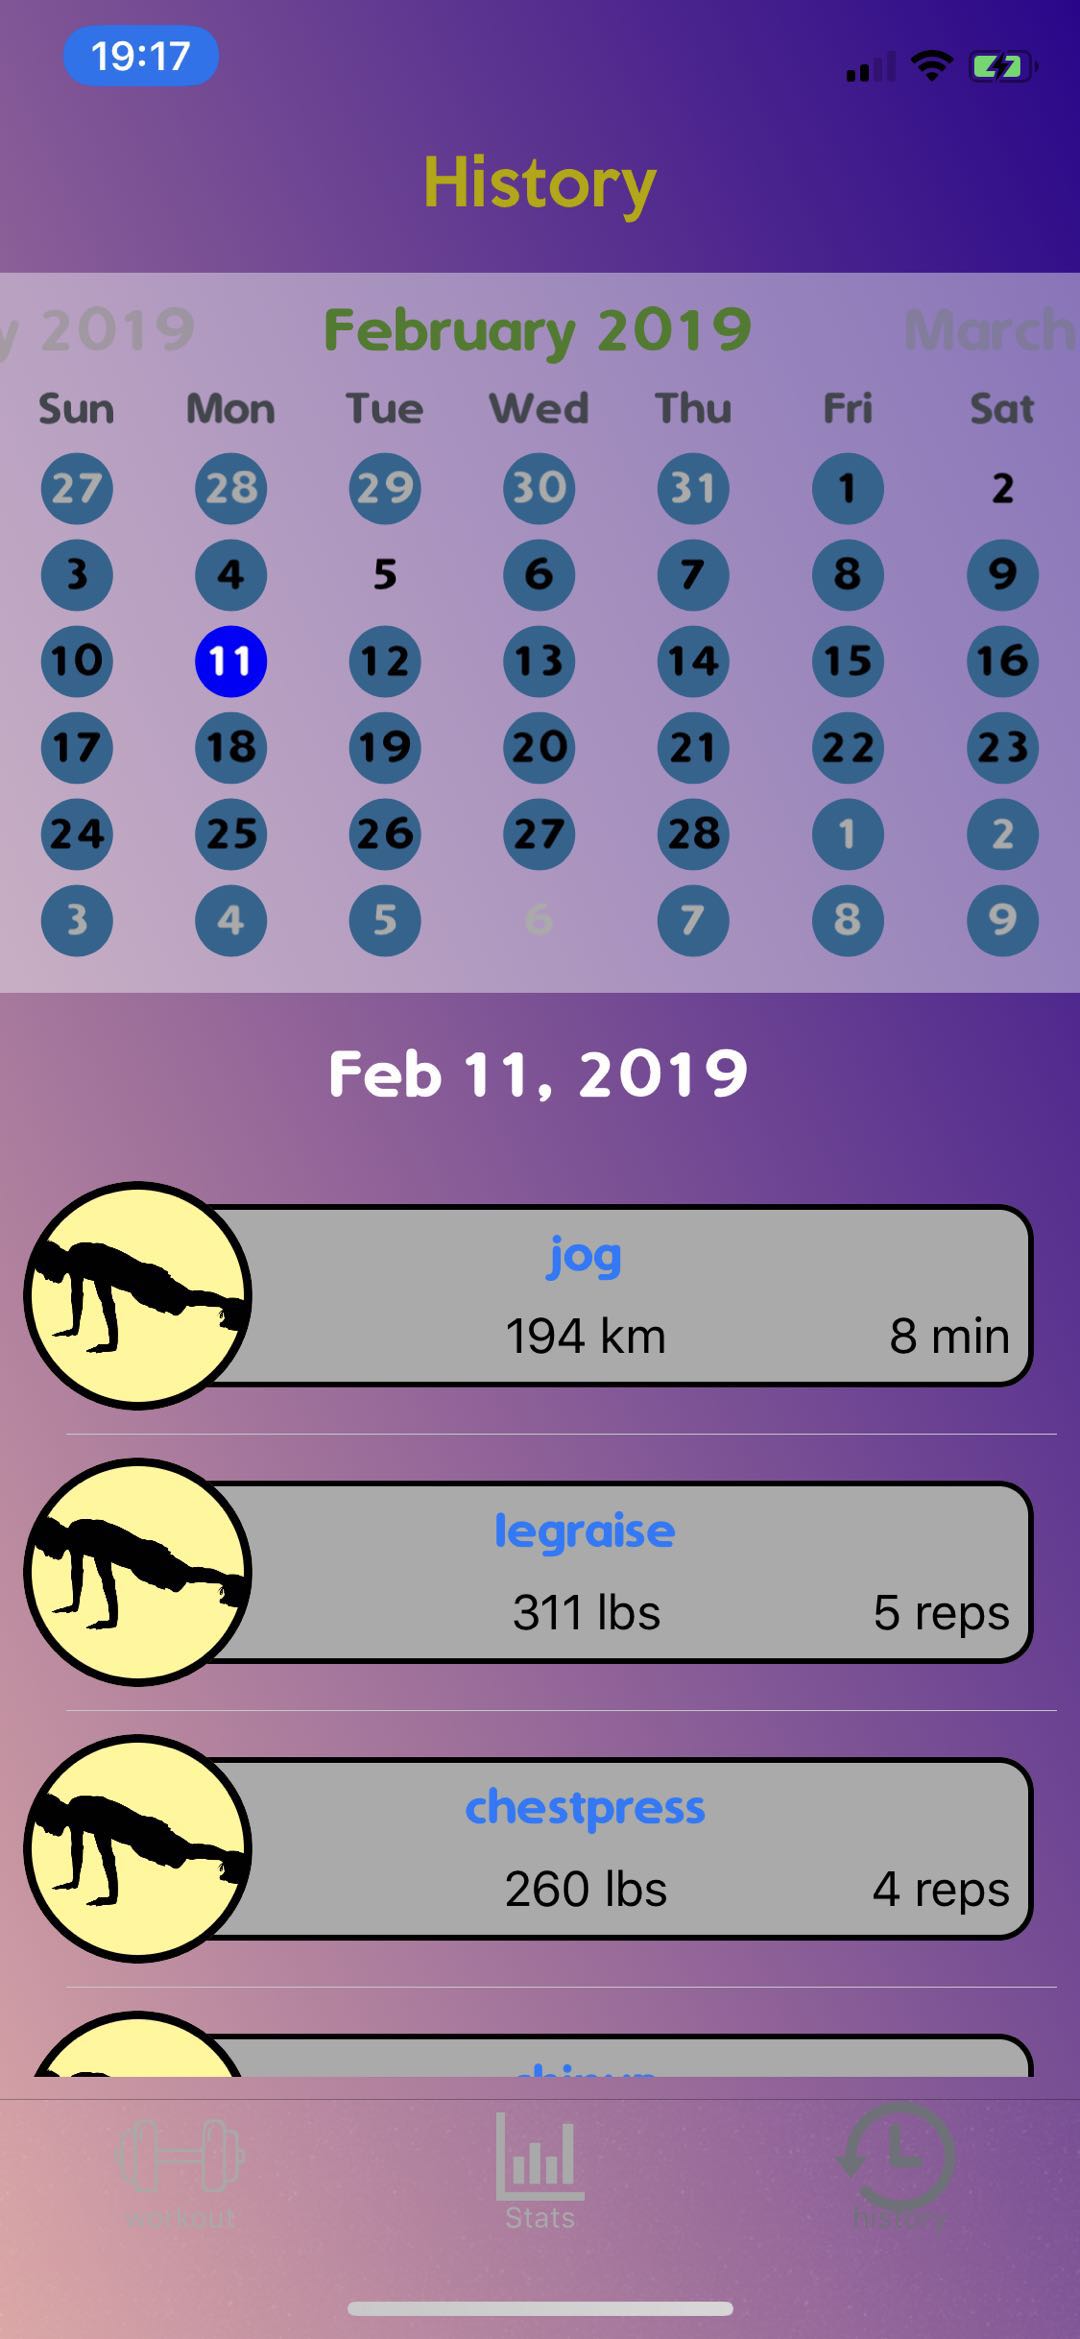 19:17
History
y 2019 February 2019 March
Sun Mon Tue Wed Thu Fri Sat
27 28 29 30 31 1 2
3 4 5 6 7 8 9
10 11 12 13 14 15 16
17 18 19 20 21 22 23
24 25 26 27 28 1 2
3 4 5 6 7 8 9
Feb 11, 2019
jog
194 km 8 min
legraise
311 lbs 5 reps
chestpress
260 lbs 4 reps
workout Stats history